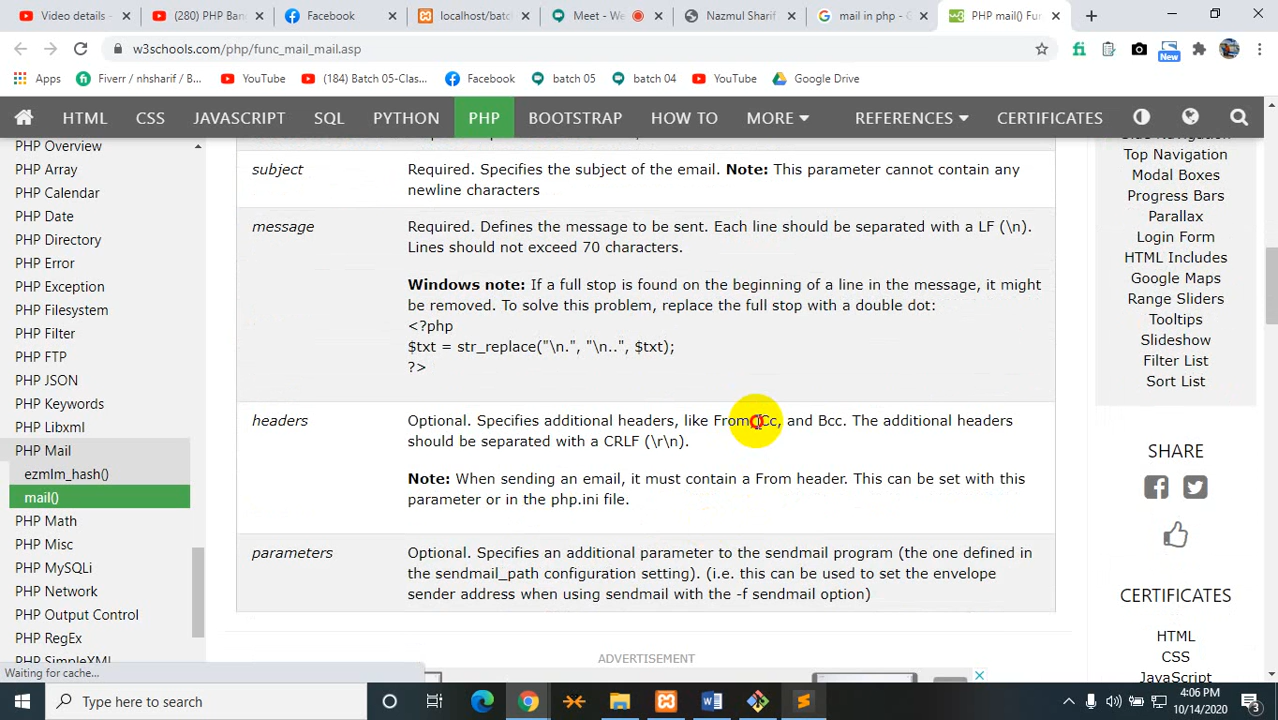 Video details -
(280) PHP Ban
Facebook
localhost/batc
Meet - We
Nazmul Sharif
mail in php - G
PHP mail() Fu
w3schools.com/php/func_mail_mail.asp
New
Apps
Fiverr / nhsharif / B...
YouTube
(184) Batch 05-Clas...
Facebook
batch 05
batch 04
YouTube
Google Drive
HTML
CSS
JAVASCRIPT
SQL
PYTHON
PHP
BOOTSTRAP
HOW TO
MORE
REFERENCES
CERTIFICATES
PHP Overview
PHP Array
PHP Calendar
PHP Date
PHP Directory
PHP Error
PHP Exception
PHP Filesystem
PHP Filter
PHP FTP
PHP JSON
PHP Keywords
PHP Libxml
PHP Mail
ezmlm_hash()
mail()
PHP Math
PHP Misc
PHP MySQLi
PHP Network
PHP Output Control
PHP RegEx
PHP SimpleXML
Waiting for cache...
subject
Required. Specifies the subject of the email. Note: This parameter cannot contain any
newline characters
message
Required. Defines the message to be sent. Each line should be separated with a LF (\n).
Lines should not exceed 70 characters.
Windows note: If a full stop is found on the beginning of a line in the message, it might
be removed. To solve this problem, replace the full stop with a double dot:
<?php
$txt = str_replace("\n.", "\n..", $txt);
?>
headers
Optional. Specifies additional headers, like From, Cc, and Bcc. The additional headers
should be separated with a CRLF (\r\n).
Note: When sending an email, it must contain a From header. This can be set with this
parameter or in the php.ini file.
parameters
Optional. Specifies an additional parameter to the sendmail program (the one defined in
the sendmail_path configuration setting). (i.e. this can be used to set the envelope
sender address when using sendmail with the -f sendmail option)
ADVERTISEMENT
Side Navigation
Top Navigation
Modal Boxes
Progress Bars
Parallax
Login Form
HTML Includes
Google Maps
Range Sliders
Tooltips
Slideshow
Filter List
Sort List
SHARE
CERTIFICATES
HTML
CSS
JavaScript
Type here to search
4:06 PM
10/14/2020
3